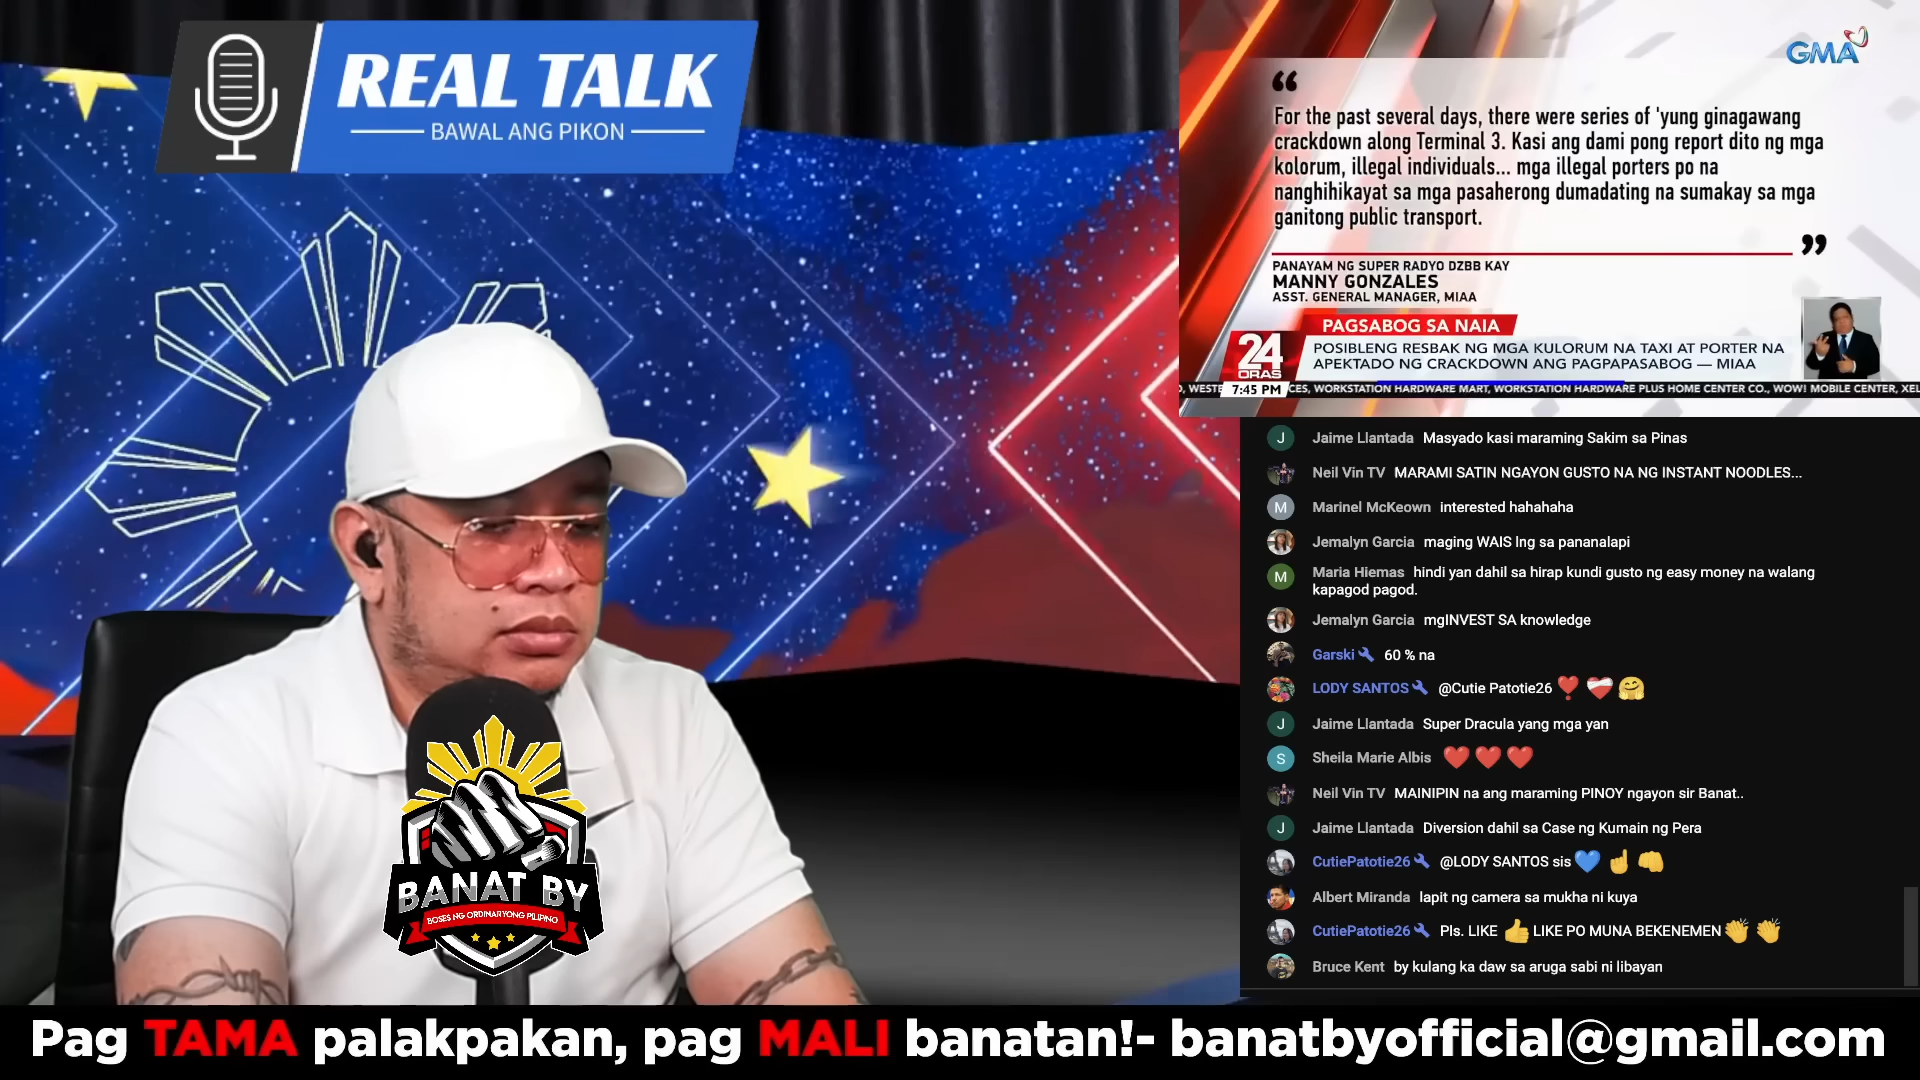 REAL TALK
BAWAL ANG PIKON
GMA
“
For the past several days, there were series of 'yung ginagawang
crackdown along Terminal 3. Kasi ang dami pong report dito ng mga
kolorum, illegal individuals... mga illegal porters po na
nanghihikayat sa mga pasaherong dumadating na sumakay sa mga
ganitong public transport.
”
PANAYAM NG SUPER RADYO DZBB KAY
MANNY GONZALES
ASST. GENERAL MANAGER, MIAA
PAGSABOG SA NAIA
24 ORAS
POSIBLENG RESBAK NG MGA KULORUM NA TAXI AT PORTER NA
APEKTADO NG CRACKDOWN ANG PAGPAPASABOG — MIAA
7:45 PM
CES, WORKSTATION HARDWARE MART, WORKSTATION HARDWARE PLUS HOME CENTER CO., WOW! MOBILE CENTER, XEL
J Jaime Llantada Masyado kasi maraming Sakim sa Pinas
Neil Vin TV MARAMI SATIN NGAYON GUSTO NA NG INSTANT NOODLES...
M Marinel McKeown interested hahahaha
Jemalyn Garcia maging WAIS lng sa pananalapi
M Maria Hiemas hindi yan dahil sa hirap kundi gusto ng easy money na walang
kapagod pagod.
Jemalyn Garcia mgINVEST SA knowledge
Garski 🔧 60 % na
LODY SANTOS 🔧 @Cutie Patotie26 ❣️ ❤️‍🩹 🤗
J Jaime Llantada Super Dracula yang mga yan
S Sheila Marie Albis ❤️ ❤️ ❤️
Neil Vin TV MAINIPIN na ang maraming PINOY ngayon sir Banat..
J Jaime Llantada Diversion dahil sa Case ng Kumain ng Pera
CutiePatotie26 🔧 @LODY SANTOS sis 💙 ☝️ 👊
Albert Miranda lapit ng camera sa mukha ni kuya
CutiePatotie26 🔧 Pls. LIKE 👍 LIKE PO MUNA BEKENEMEN 👏 👏
Bruce Kent by kulang ka daw sa aruga sabi ni libayan
BANAT BY
BOSES NG ORDINARYONG PILIPINO
Pag TAMA palakpakan, pag MALI banatan!- banatbyofficial@gmail.com